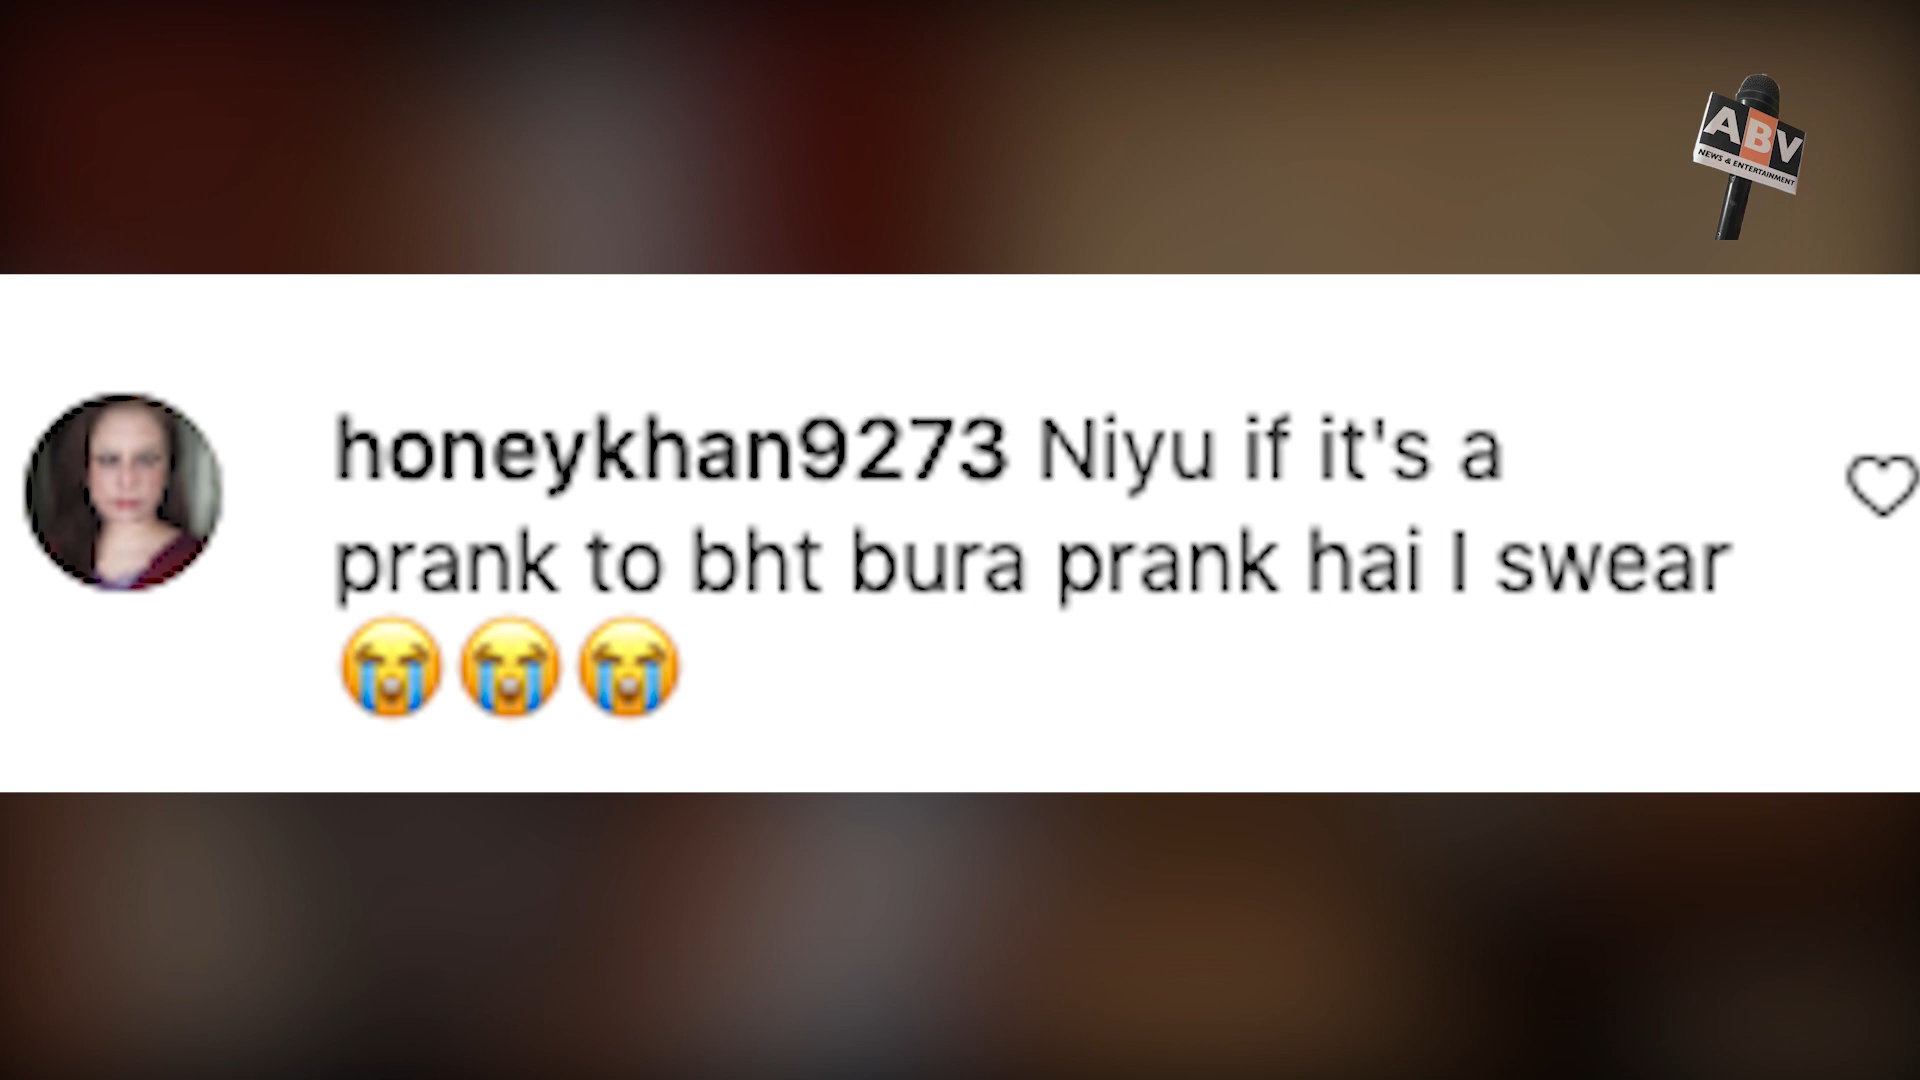 ABV
NEWS & ENTERTAINMENT
honeykhan9273 Niyu if it's a
prank to bht bura prank hai I swear
😭😭😭